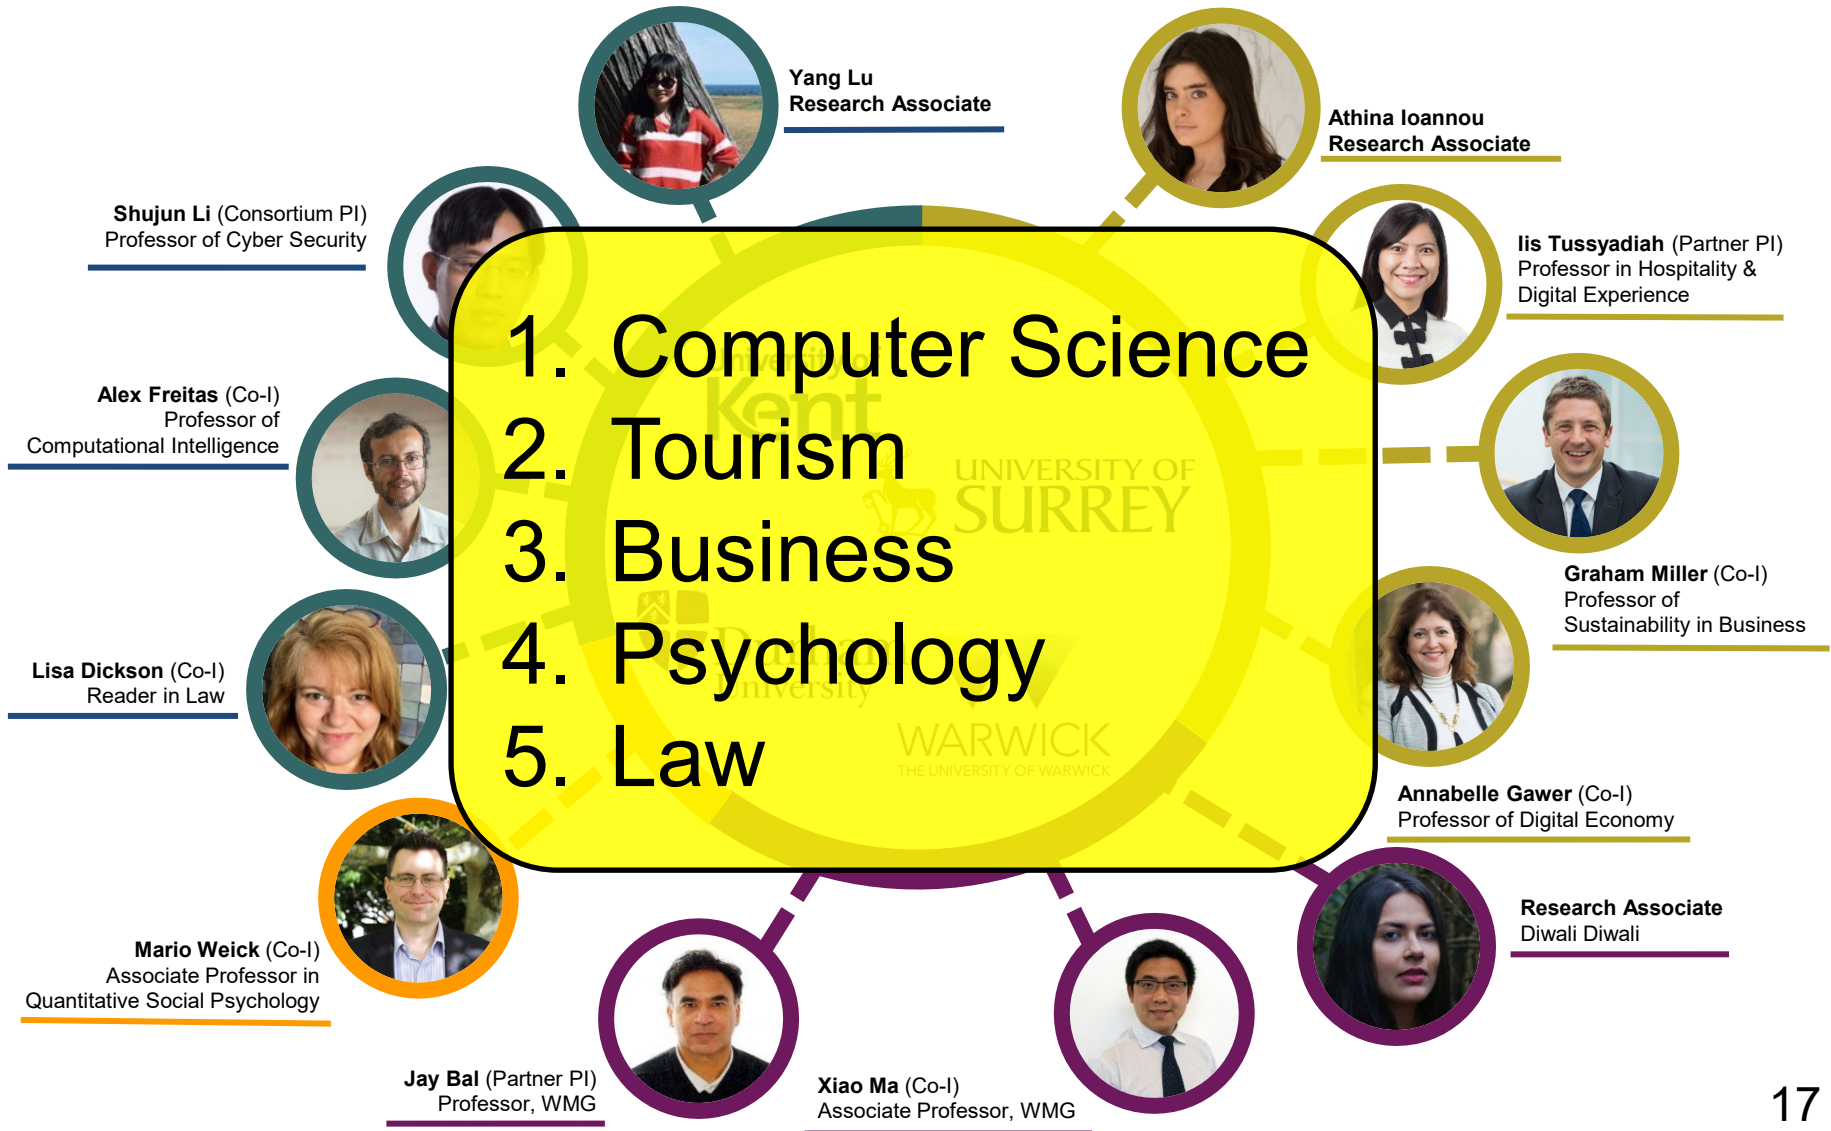 Yang Lu
Research Associate
Athina Ioannou
Research Associate
Shujun Li (Consortium PI)
Professor of Cyber Security
Iis Tussyadiah (Partner PI)
Professor in Hospitality &
Digital Experience
Alex Freitas (Co-I)
Professor of
Computational Intelligence
Graham Miller (Co-I)
Professor of
Sustainability in Business
Lisa Dickson (Co-I)
Reader in Law
Annabelle Gawer (Co-I)
Professor of Digital Economy
Mario Weick (Co-I)
Associate Professor in
Quantitative Social Psychology
Research Associate
Diwali Diwali
Jay Bal (Partner PI)
Professor, WMG
Xiao Ma (Co-I)
Associate Professor, WMG
1. Computer Science
2. Tourism
3. Business
4. Psychology
5. Law
University of
Kent
UNIVERSITY OF
SURREY
Durham
University
WARWICK
THE UNIVERSITY OF WARWICK
17